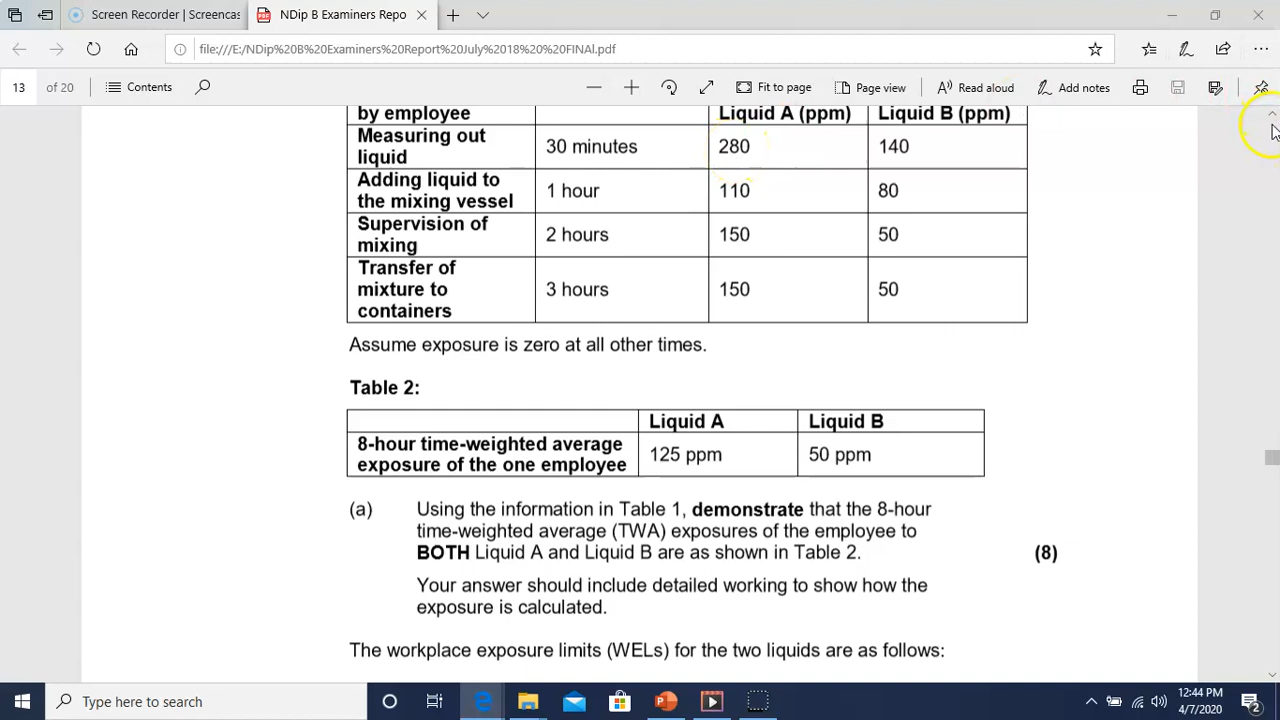 Screen Recorder | Screencas
NDip B Examiners Repo
file:///E:/NDip%20B%20Examiners%20Report%20July%202018%20%20FINAl.pdf
13 of 20 Contents Fit to page Page view Read aloud Add notes
by employee Liquid A (ppm) Liquid B (ppm)
Measuring out
liquid
30 minutes 280 140
Adding liquid to
the mixing vessel
1 hour 110 80
Supervision of
mixing
2 hours 150 50
Transfer of
mixture to
containers
3 hours 150 50
Assume exposure is zero at all other times.
Table 2:
Liquid A Liquid B
8-hour time-weighted average
exposure of the one employee
125 ppm 50 ppm
(a) Using the information in Table 1, demonstrate that the 8-hour
time-weighted average (TWA) exposures of the employee to
BOTH Liquid A and Liquid B are as shown in Table 2. (8)
Your answer should include detailed working to show how the
exposure is calculated.
The workplace exposure limits (WELs) for the two liquids are as follows:
Type here to search
12:44 PM
4/7/2020
2